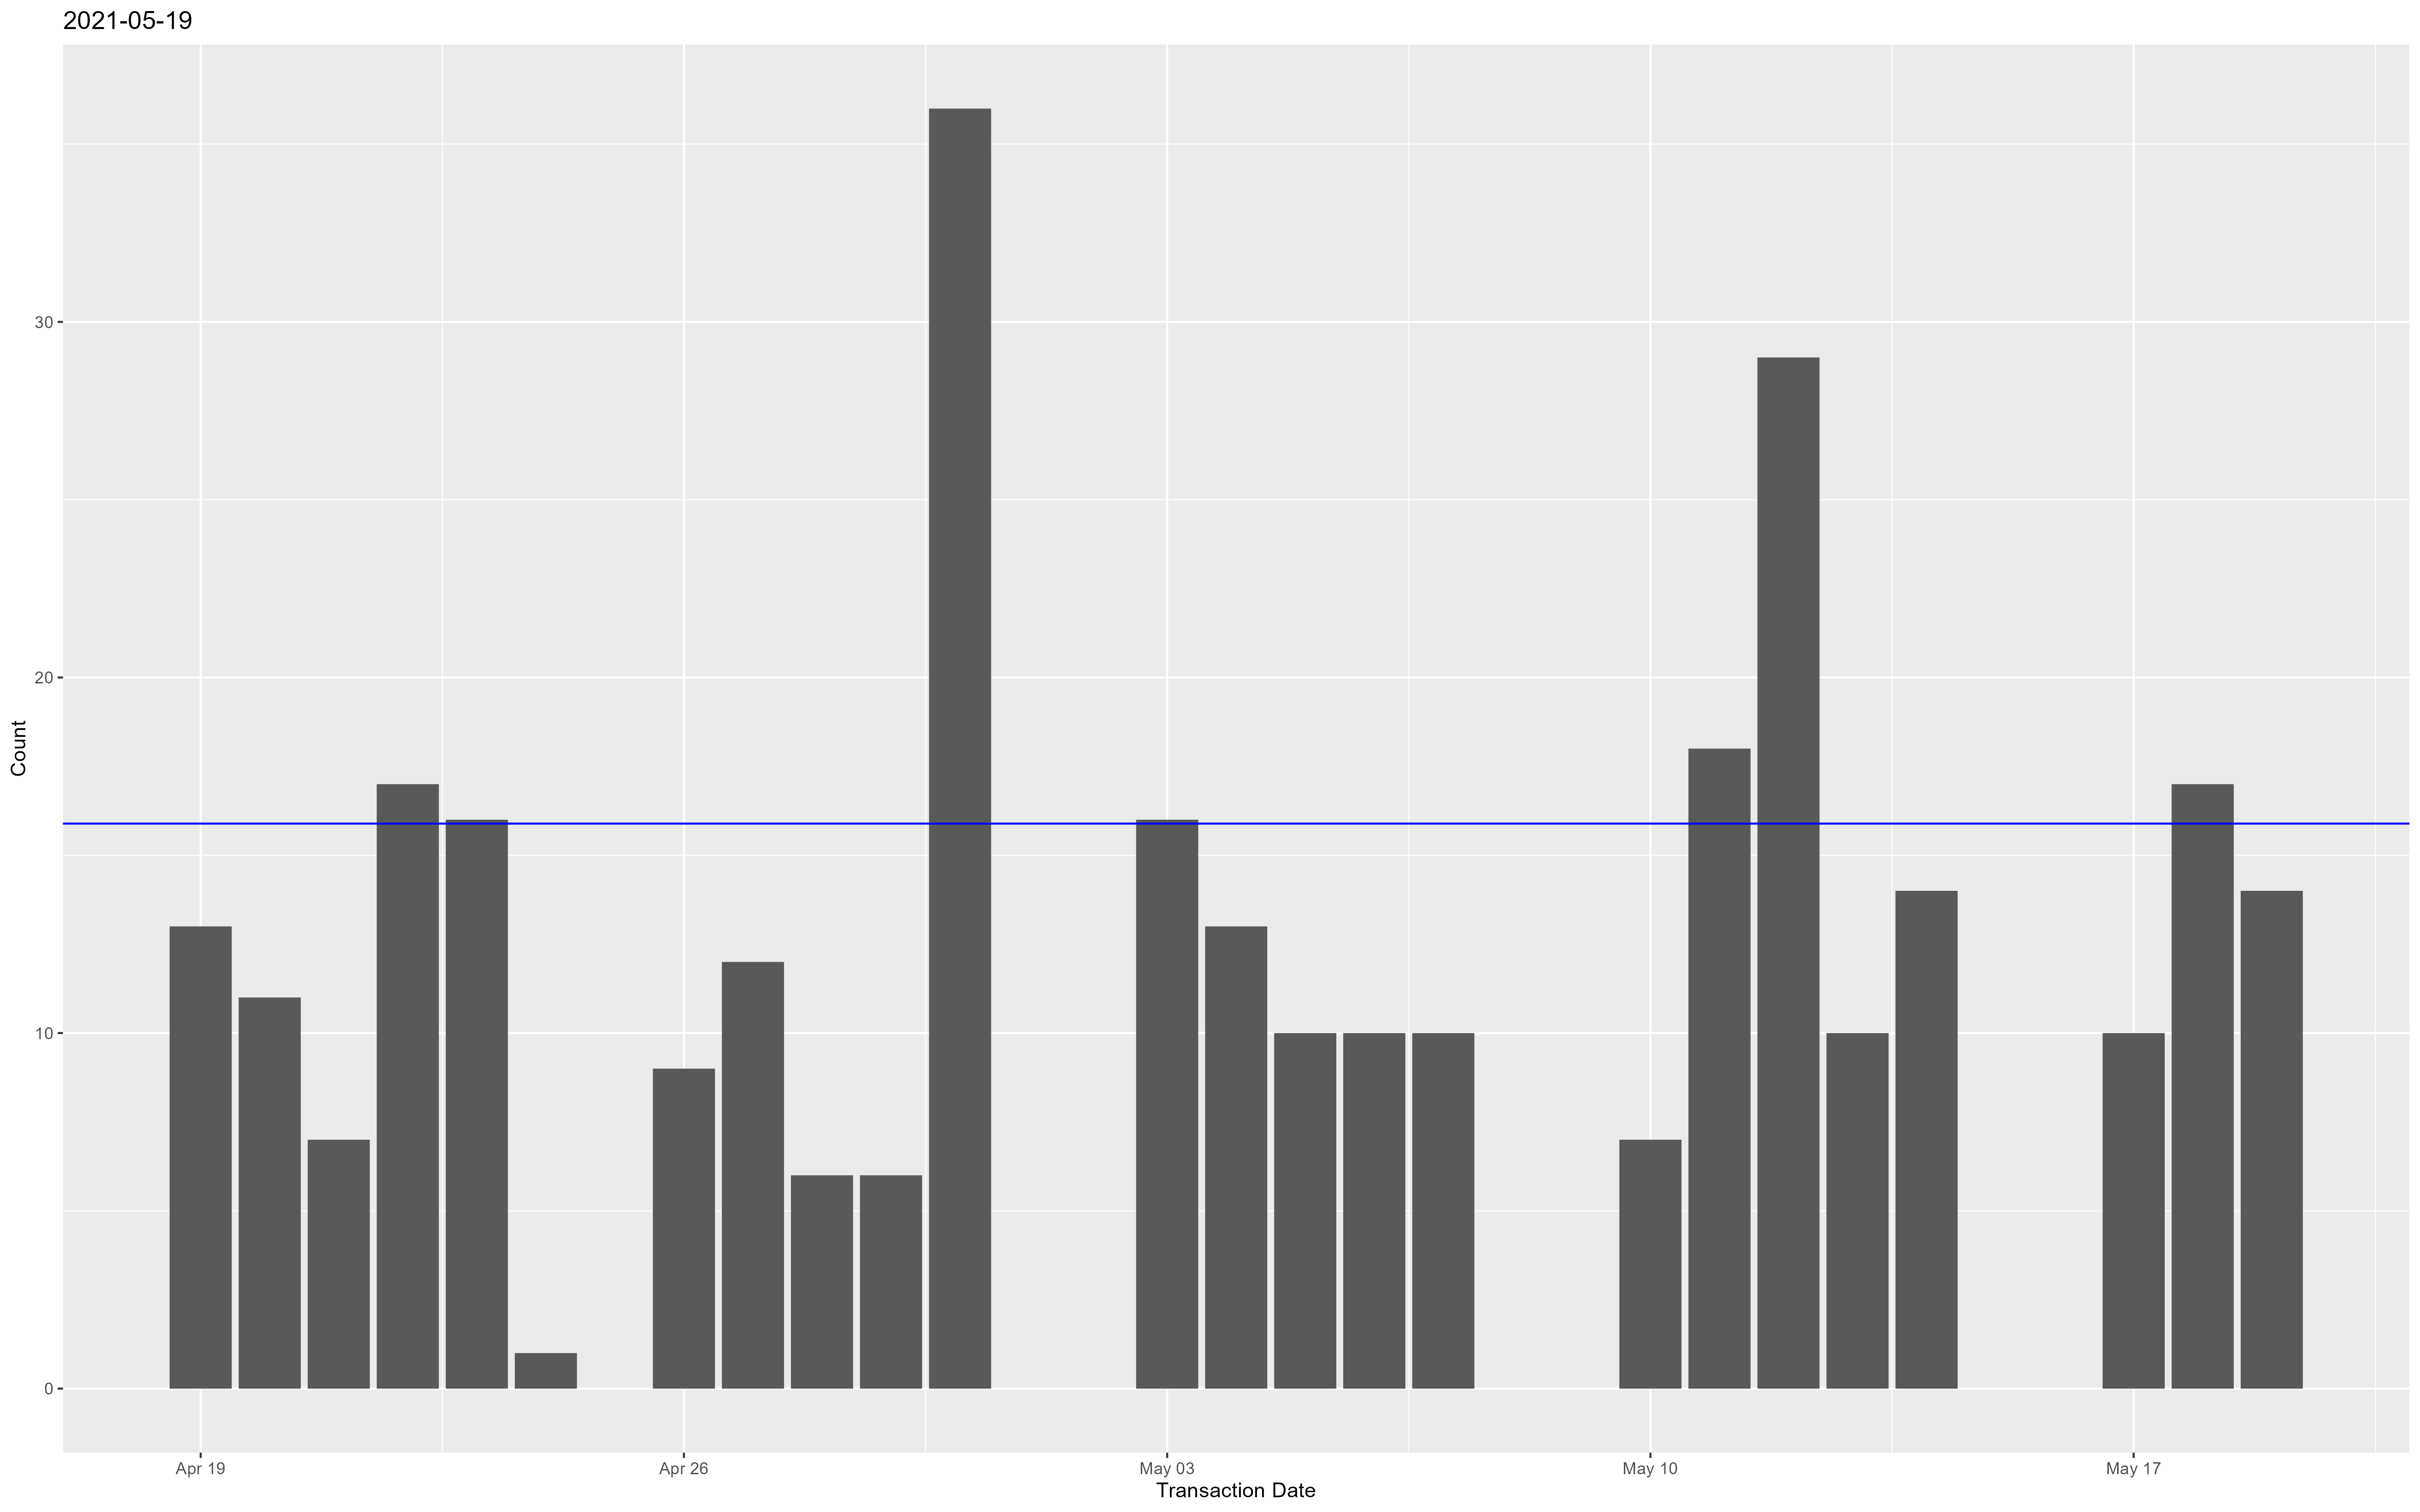 2021-05-19
Count
30
20
10
0
Apr 19
Apr 26
May 03
May 10
May 17
Transaction Date